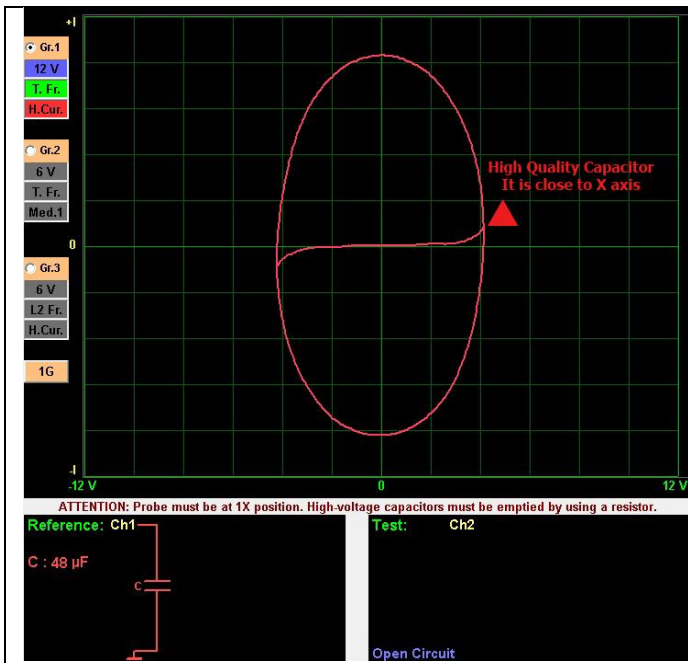 +I
Gr.1
12 V
T. Fr.
H.Cur.
Gr.2
6 V
T. Fr.
Med.1
High Quality Capacitor
It is close to X axis
0
Gr.3
6 V
L2 Fr.
H.Cur.
1G
-I
-12 V 0 12 V
ATTENTION: Probe must be at 1X position. High-voltage capacitors must be emptied by using a resistor.
Reference: Ch1
Test: Ch2
C : 48 µF
C
Open Circuit